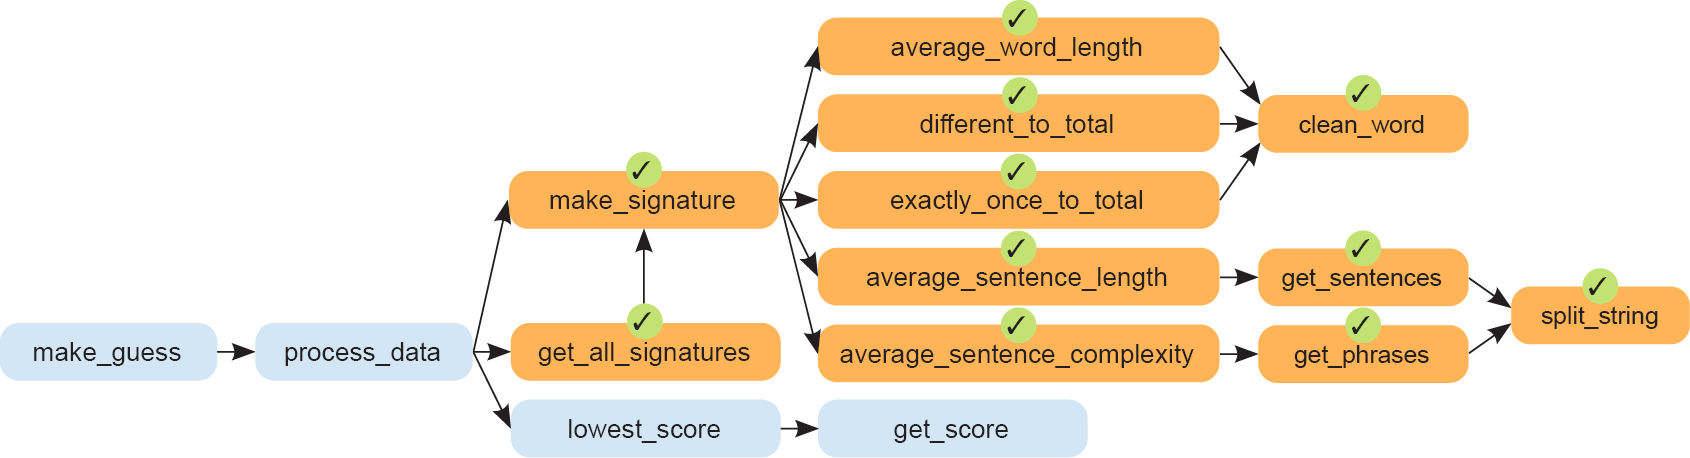 average_word_length
different_to_total
clean_word
make_signature
exactly_once_to_total
average_sentence_length
get_sentences
split_string
make_guess
process_data
get_all_signatures
average_sentence_complexity
get_phrases
lowest_score
get_score